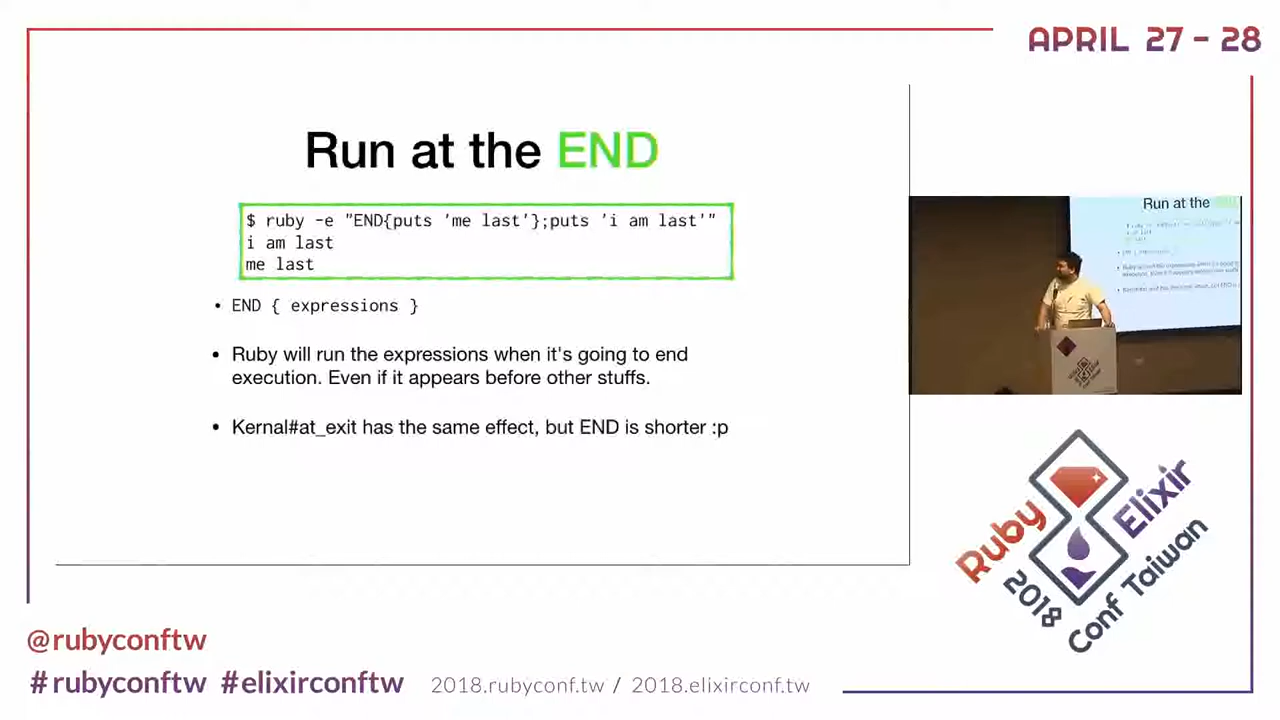 APRIL 27 - 28
Run at the END
$ ruby -e "END{puts 'me last'};puts 'i am last'"
i am last
me last
• END { expressions }
• Ruby will run the expressions when it's going to end
execution. Even if it appears before other stuffs.
• Kernal#at_exit has the same effect, but END is shorter :p
Run at the END
Ruby Elixir
2018 Conf Taiwan
@rubyconftw
#rubyconftw #elixirconftw 2018.rubyconf.tw / 2018.elixirconf.tw